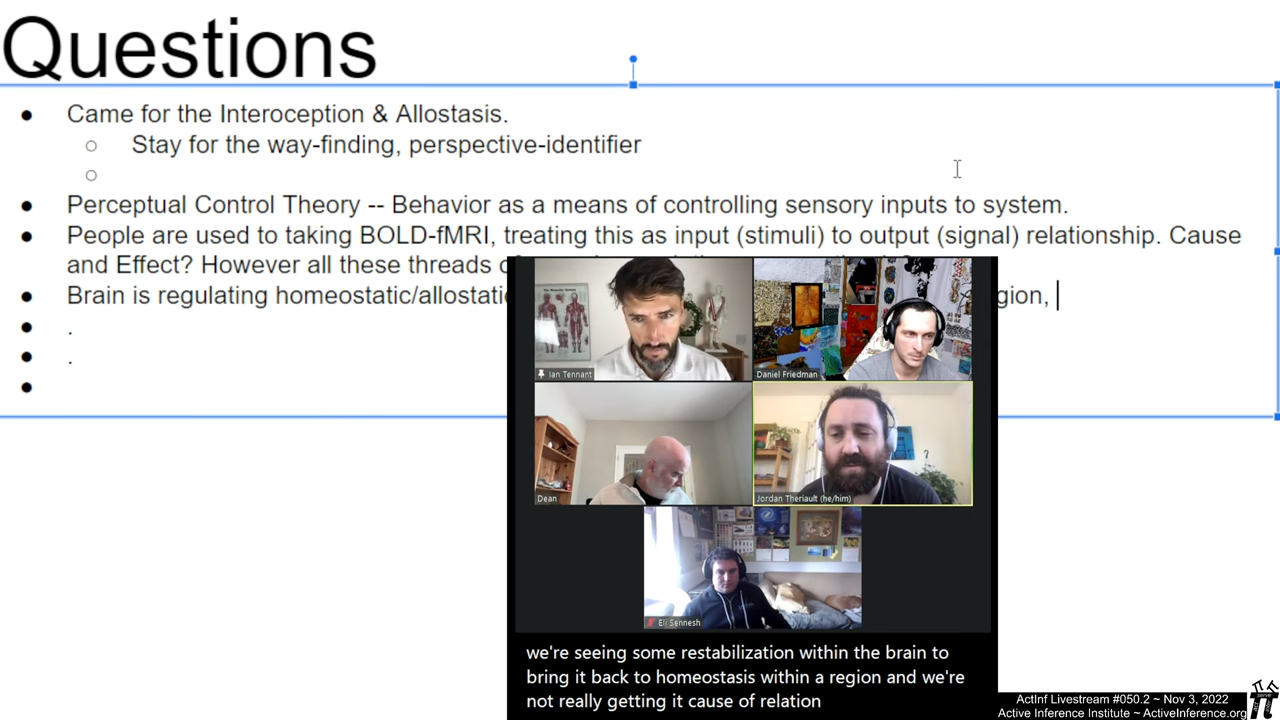 Questions
● Came for the Interoception & Allostasis.
○ Stay for the way-finding, perspective-identifier
○
● Perceptual Control Theory -- Behavior as a means of controlling sensory inputs to system.
● People are used to taking BOLD-fMRI, treating this as input (stimuli) to output (signal) relationship. Cause
and Effect? However all these threads
● Brain is regulating homeostatic/allostatic gion,
● .
● .
●
Ian Tennant
Daniel Friedman
Dean
Jordan Theriault (he/him)
Eli Sennesh
we're seeing some restabilization within the brain to
bring it back to homeostasis within a region and we're
not really getting it cause of relation
ActInf Livestream #050.2 ~ Nov 3, 2022
Active Inference Institute ~ ActiveInference.org